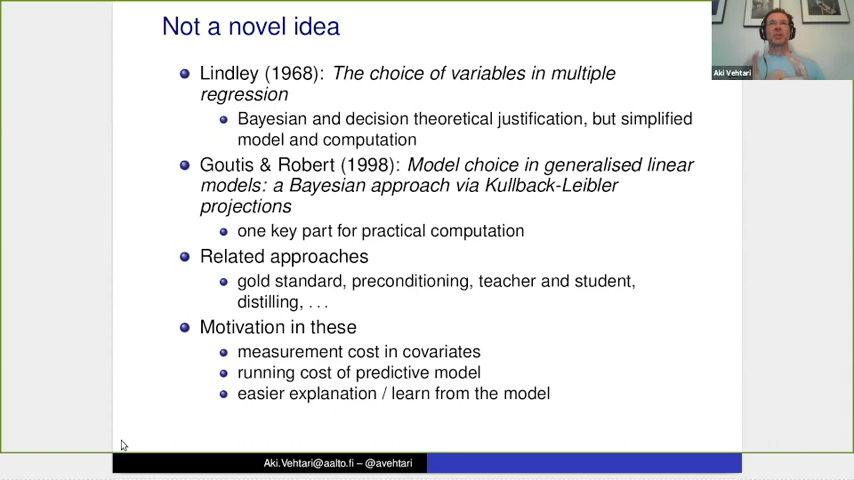 Not a novel idea
Lindley (1968): The choice of variables in multiple
regression
Bayesian and decision theoretical justification, but simplified
model and computation
Goutis & Robert (1998): Model choice in generalised linear
models: a Bayesian approach via Kullback-Leibler
projections
one key part for practical computation
Related approaches
gold standard, preconditioning, teacher and student,
distilling, ...
Motivation in these
measurement cost in covariates
running cost of predictive model
easier explanation / learn from the model
Aki.Vehtari@aalto.fi – @avehtari
Aki Vehtari